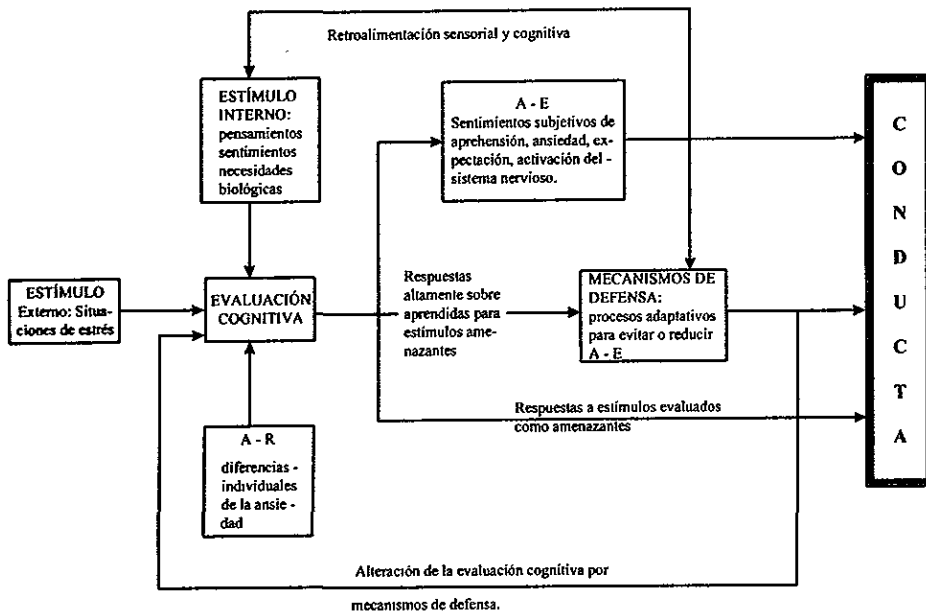 Retroalimentación sensorial y cognitiva
ESTÍMULO
INTERNO:
pensamientos
sentimientos
necesidades
biológicas
A - E
Sentimientos subjetivos de
aprehensión, ansiedad, ex-
pectación, activación del -
sistema nervioso.
ESTÍMULO
Externo: Situa-
ciones de estrés
EVALUACIÓN
COGNITIVA
Respuestas
altamente sobre
aprendidas para
estímulos ame-
nazantes
MECANISMOS DE
DEFENSA:
procesos adaptativos
para evitar o reducir
A - E
Respuestas a estímulos evaluados
como amenazantes
A - R
diferencias -
individuales
de la ansie -
dad
Alteración de la evaluación cognitiva por
mecanismos de defensa.
C
O
N
D
U
C
T
A